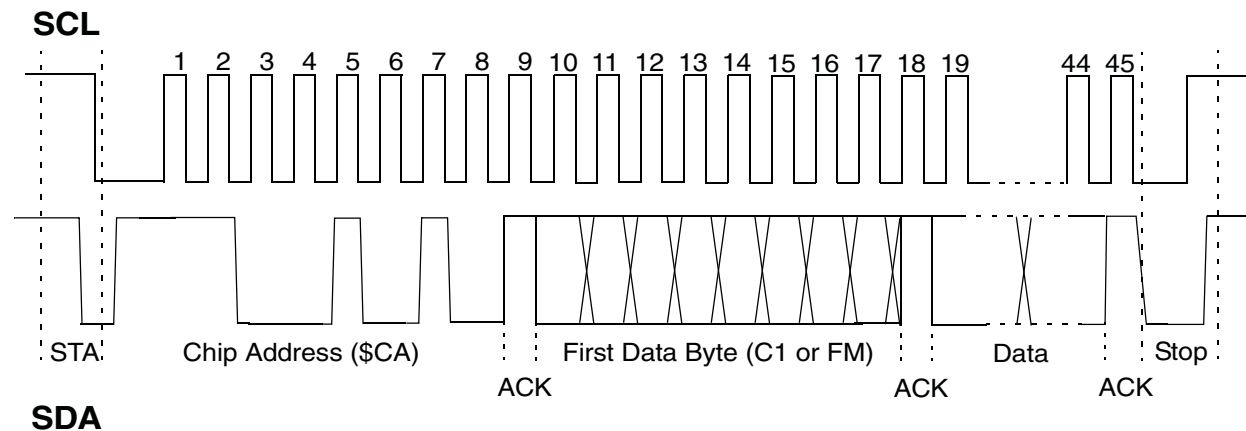 SCL
1 2 3 4 5 6 7 8 9 10 11 12 13 14 15 16 17 18 19 44 45
STA Chip Address ($CA) First Data Byte (C1 or FM) Data Stop
ACK ACK ACK
SDA